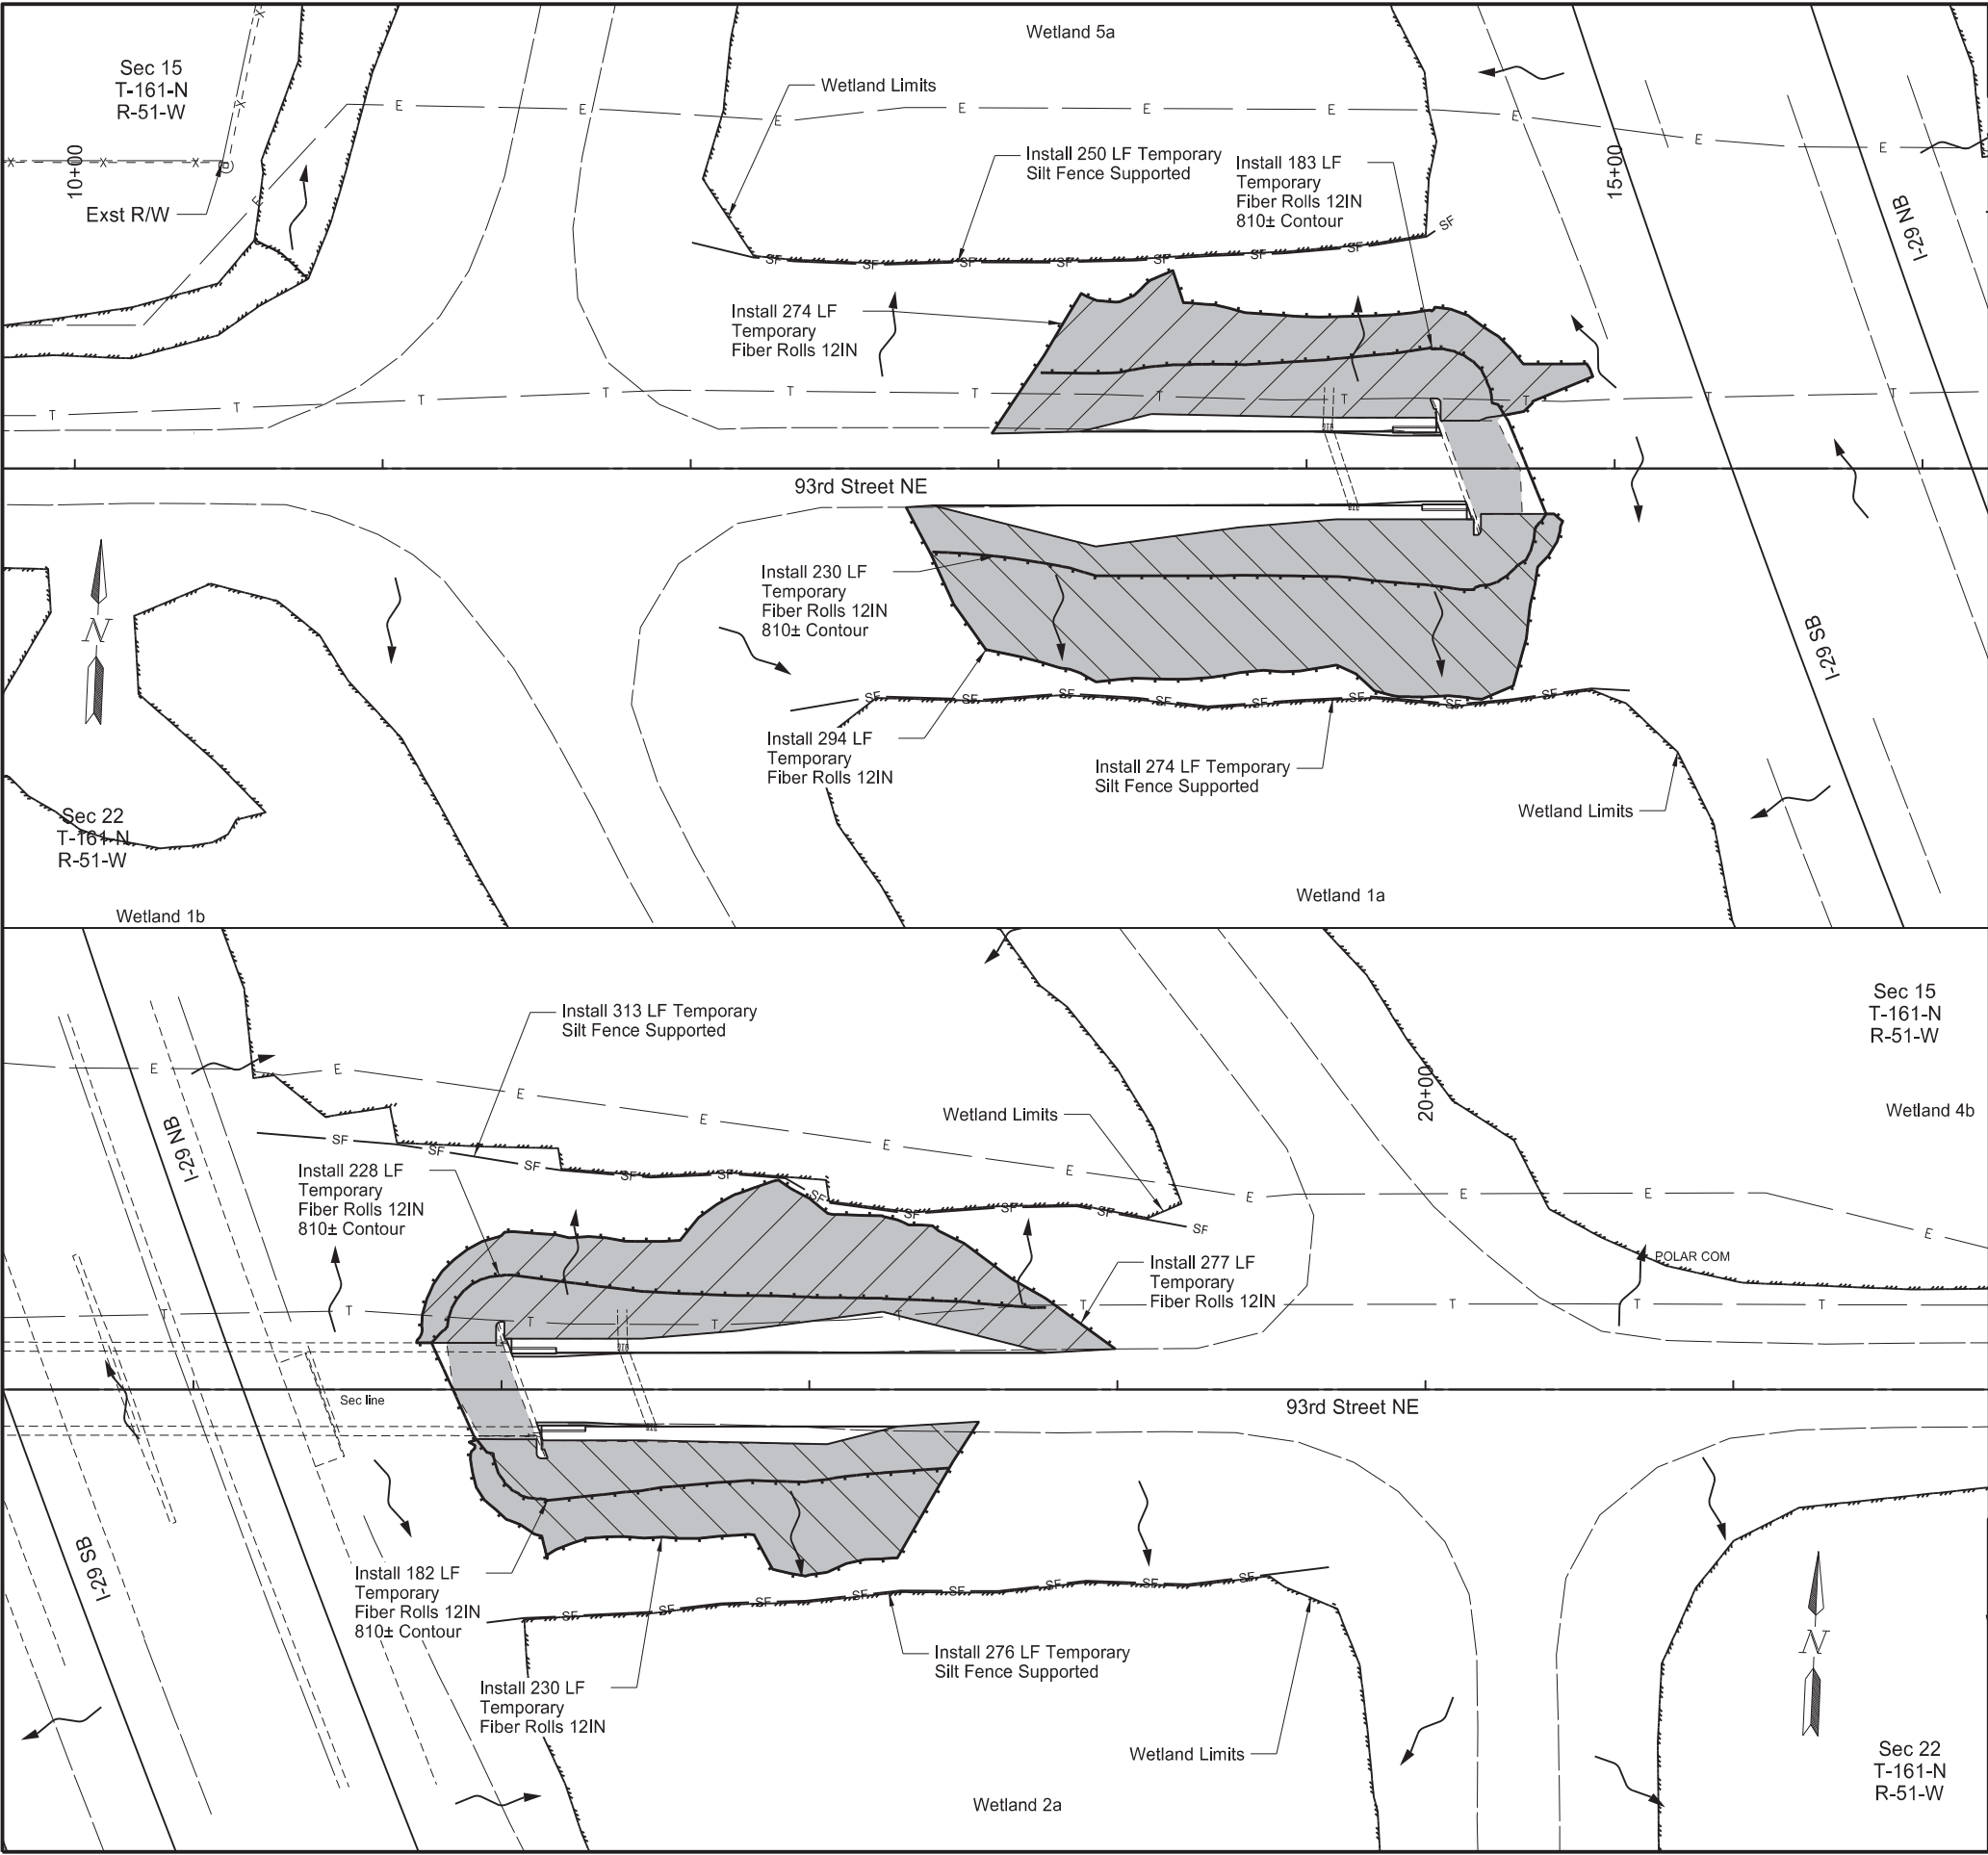 Wetland 5a
Sec 15
T-161-N
R-51-W
Wetland Limits
10+00
Exst R/W
Install 250 LF Temporary
Silt Fence Supported
Install 183 LF
Temporary
Fiber Rolls 12IN
810± Contour
15+00
I-29 NB
Install 274 LF
Temporary
Fiber Rolls 12IN
93rd Street NE
Install 230 LF
Temporary
Fiber Rolls 12IN
810± Contour
N
I-29 SB
Install 294 LF
Temporary
Fiber Rolls 12IN
Install 274 LF Temporary
Silt Fence Supported
Wetland Limits
Sec 22
T-161-N
R-51-W
Wetland 1a
Wetland 1b
Install 313 LF Temporary
Silt Fence Supported
Sec 15
T-161-N
R-51-W
20+00
Wetland Limits
Wetland 4b
I-29 NB
Install 228 LF
Temporary
Fiber Rolls 12IN
810± Contour
POLAR COM
Install 277 LF
Temporary
Fiber Rolls 12IN
Sec line
93rd Street NE
I-29 SB
Install 182 LF
Temporary
Fiber Rolls 12IN
810± Contour
Install 276 LF Temporary
Silt Fence Supported
N
Install 230 LF
Temporary
Fiber Rolls 12IN
Wetland Limits
Sec 22
T-161-N
R-51-W
Wetland 2a